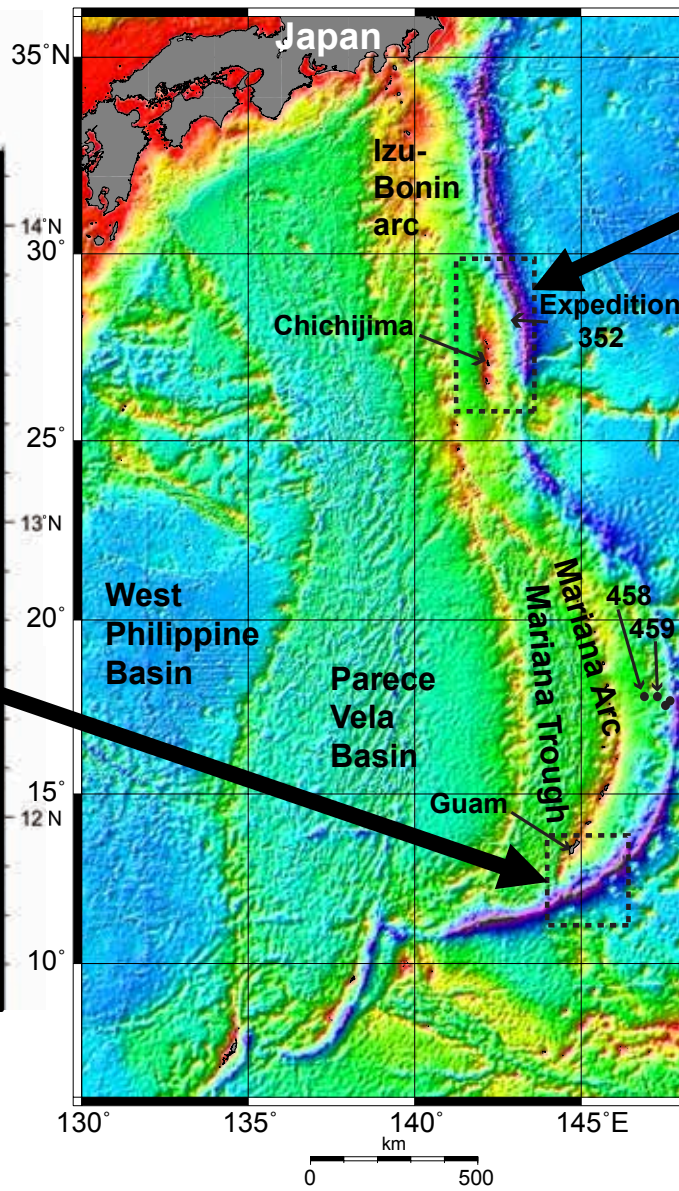 Japan
35˚N
Izu-
Bonin
arc
14˚N
30˚
Expedition
352
Chichijima
25˚
13˚N
458
459
20˚
West
Philippine
Basin
Mariana Arc
Mariana Trough
Parece
Vela
Basin
15˚
Guam
12˚N
10˚
130˚
135˚
140˚
145˚E
km
0
500